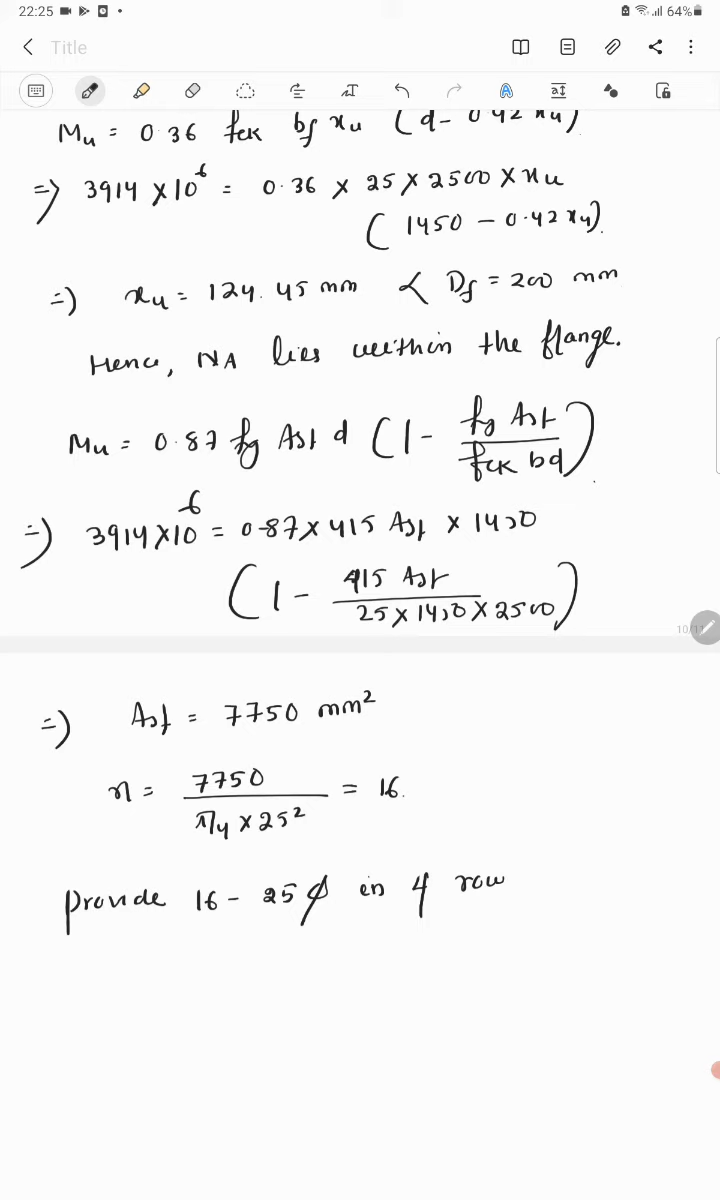 22:25 64%
Title
Mu = 0.36 fck bf xu (d - 0.42 xu)
=> 3914 × 10^6 = 0.36 × 25 × 2500 × xu
(1450 - 0.42 xu).
=) xu = 124.45 mm < Df = 200 mm
Hence, NA lies within the flange.
Mu = 0.87 fy Ast d (1 - fy Ast / fck bd).
=) 3914×10^6 = 0.87 × 415 Ast × 1450
(1 - 415 Ast / 25 × 1450 × 2500)
=) Ast = 7750 mm²
n = 7750 / π/4 × 25² = 16.
provide 16 - 25 φ in 4 row